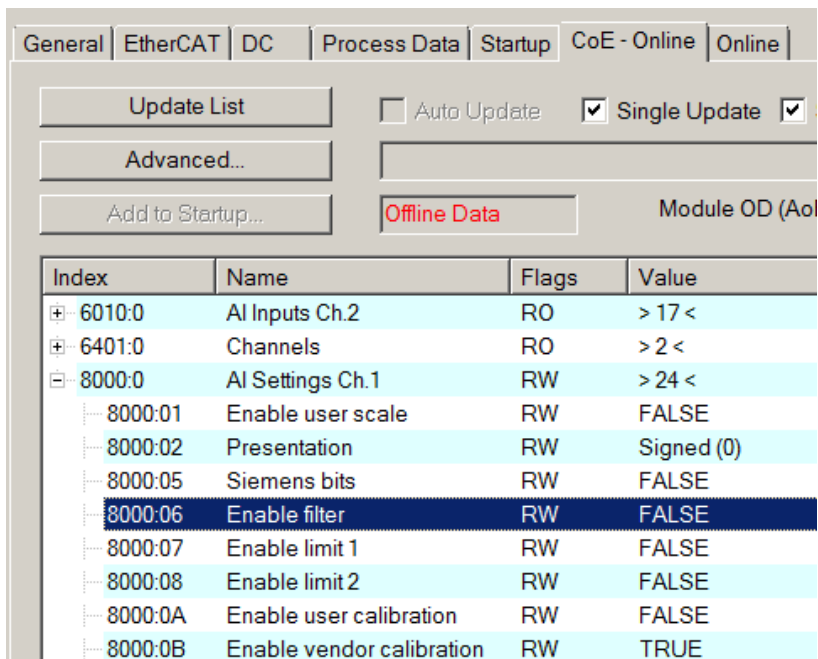 General EtherCAT DC Process Data Startup CoE - Online Online
Update List Auto Update Single Update
Advanced...
Add to Startup... Offline Data Module OD (AoE
Index Name Flags Value
6010:0 AI Inputs Ch.2 RO > 17 <
6401:0 Channels RO > 2 <
8000:0 AI Settings Ch.1 RW > 24 <
8000:01 Enable user scale RW FALSE
8000:02 Presentation RW Signed (0)
8000:05 Siemens bits RW FALSE
8000:06 Enable filter RW FALSE
8000:07 Enable limit 1 RW FALSE
8000:08 Enable limit 2 RW FALSE
8000:0A Enable user calibration RW FALSE
8000:0B Enable vendor calibration RW TRUE